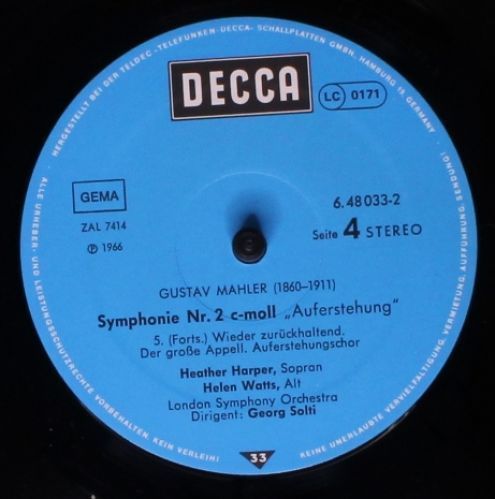 HERGESTELLT BEI DER TELDEC »TELEFUNKEN-DECCA« SCHALLPLATTEN GMBH, HAMBURG 19, GERMANY
DECCA
LC 0171
GEMA
ZAL 7414
℗ 1966
6.48 033-2
Seite 4 STEREO
GUSTAV MAHLER (1860–1911)
Symphonie Nr. 2 c-moll „Auferstehung“
5. (Forts.) Wieder zurückhaltend.
Der große Appell. Auferstehungschor
Heather Harper, Sopran
Helen Watts, Alt
London Symphony Orchestra
Dirigent: Georg Solti
33
ALLE URHEBER- UND LEISTUNGSSCHUTZRECHTE VORBEHALTEN. KEIN VERLEIH!
KEINE UNERLAUBTE VERVIELFÄLTIGUNG, VERMIETUNG, AUFFÜHRUNG, SENDUNG!